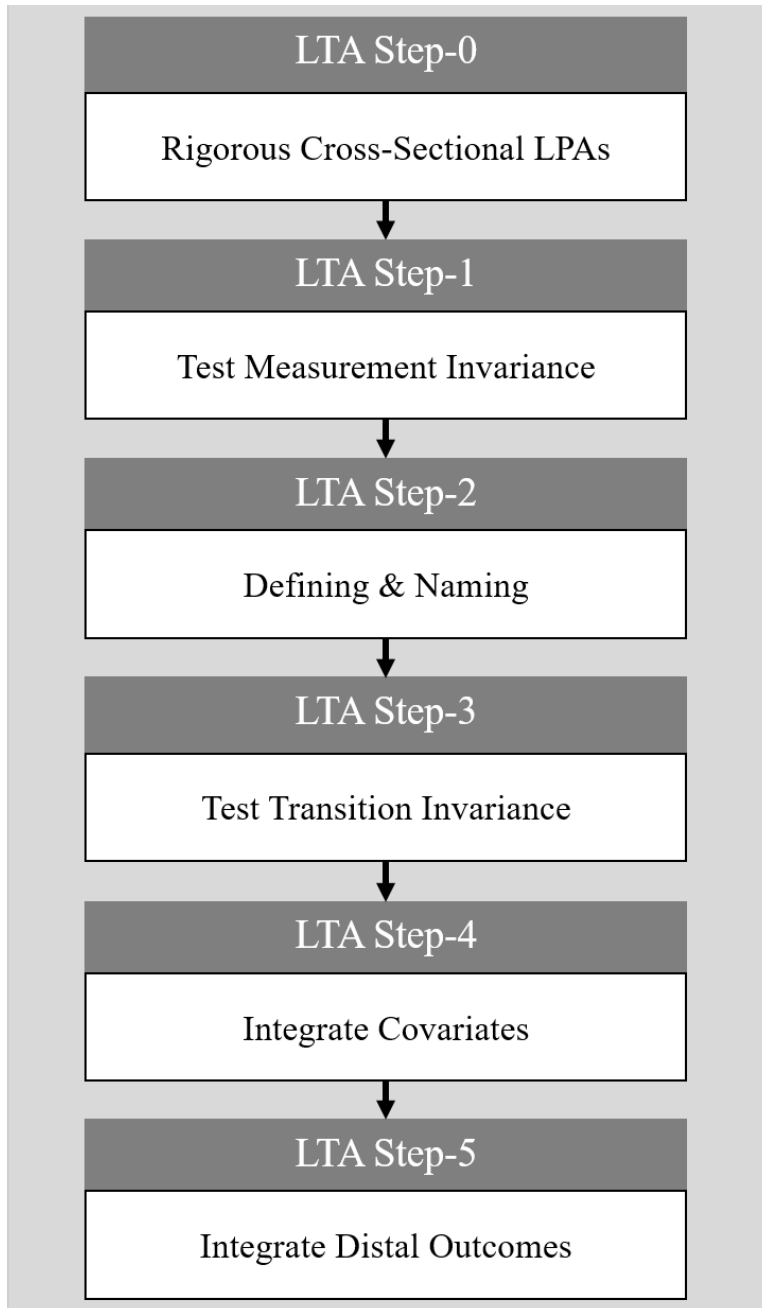 LTA Step-0
Rigorous Cross-Sectional LPAs
LTA Step-1
Test Measurement Invariance
LTA Step-2
Defining & Naming
LTA Step-3
Test Transition Invariance
LTA Step-4
Integrate Covariates
LTA Step-5
Integrate Distal Outcomes